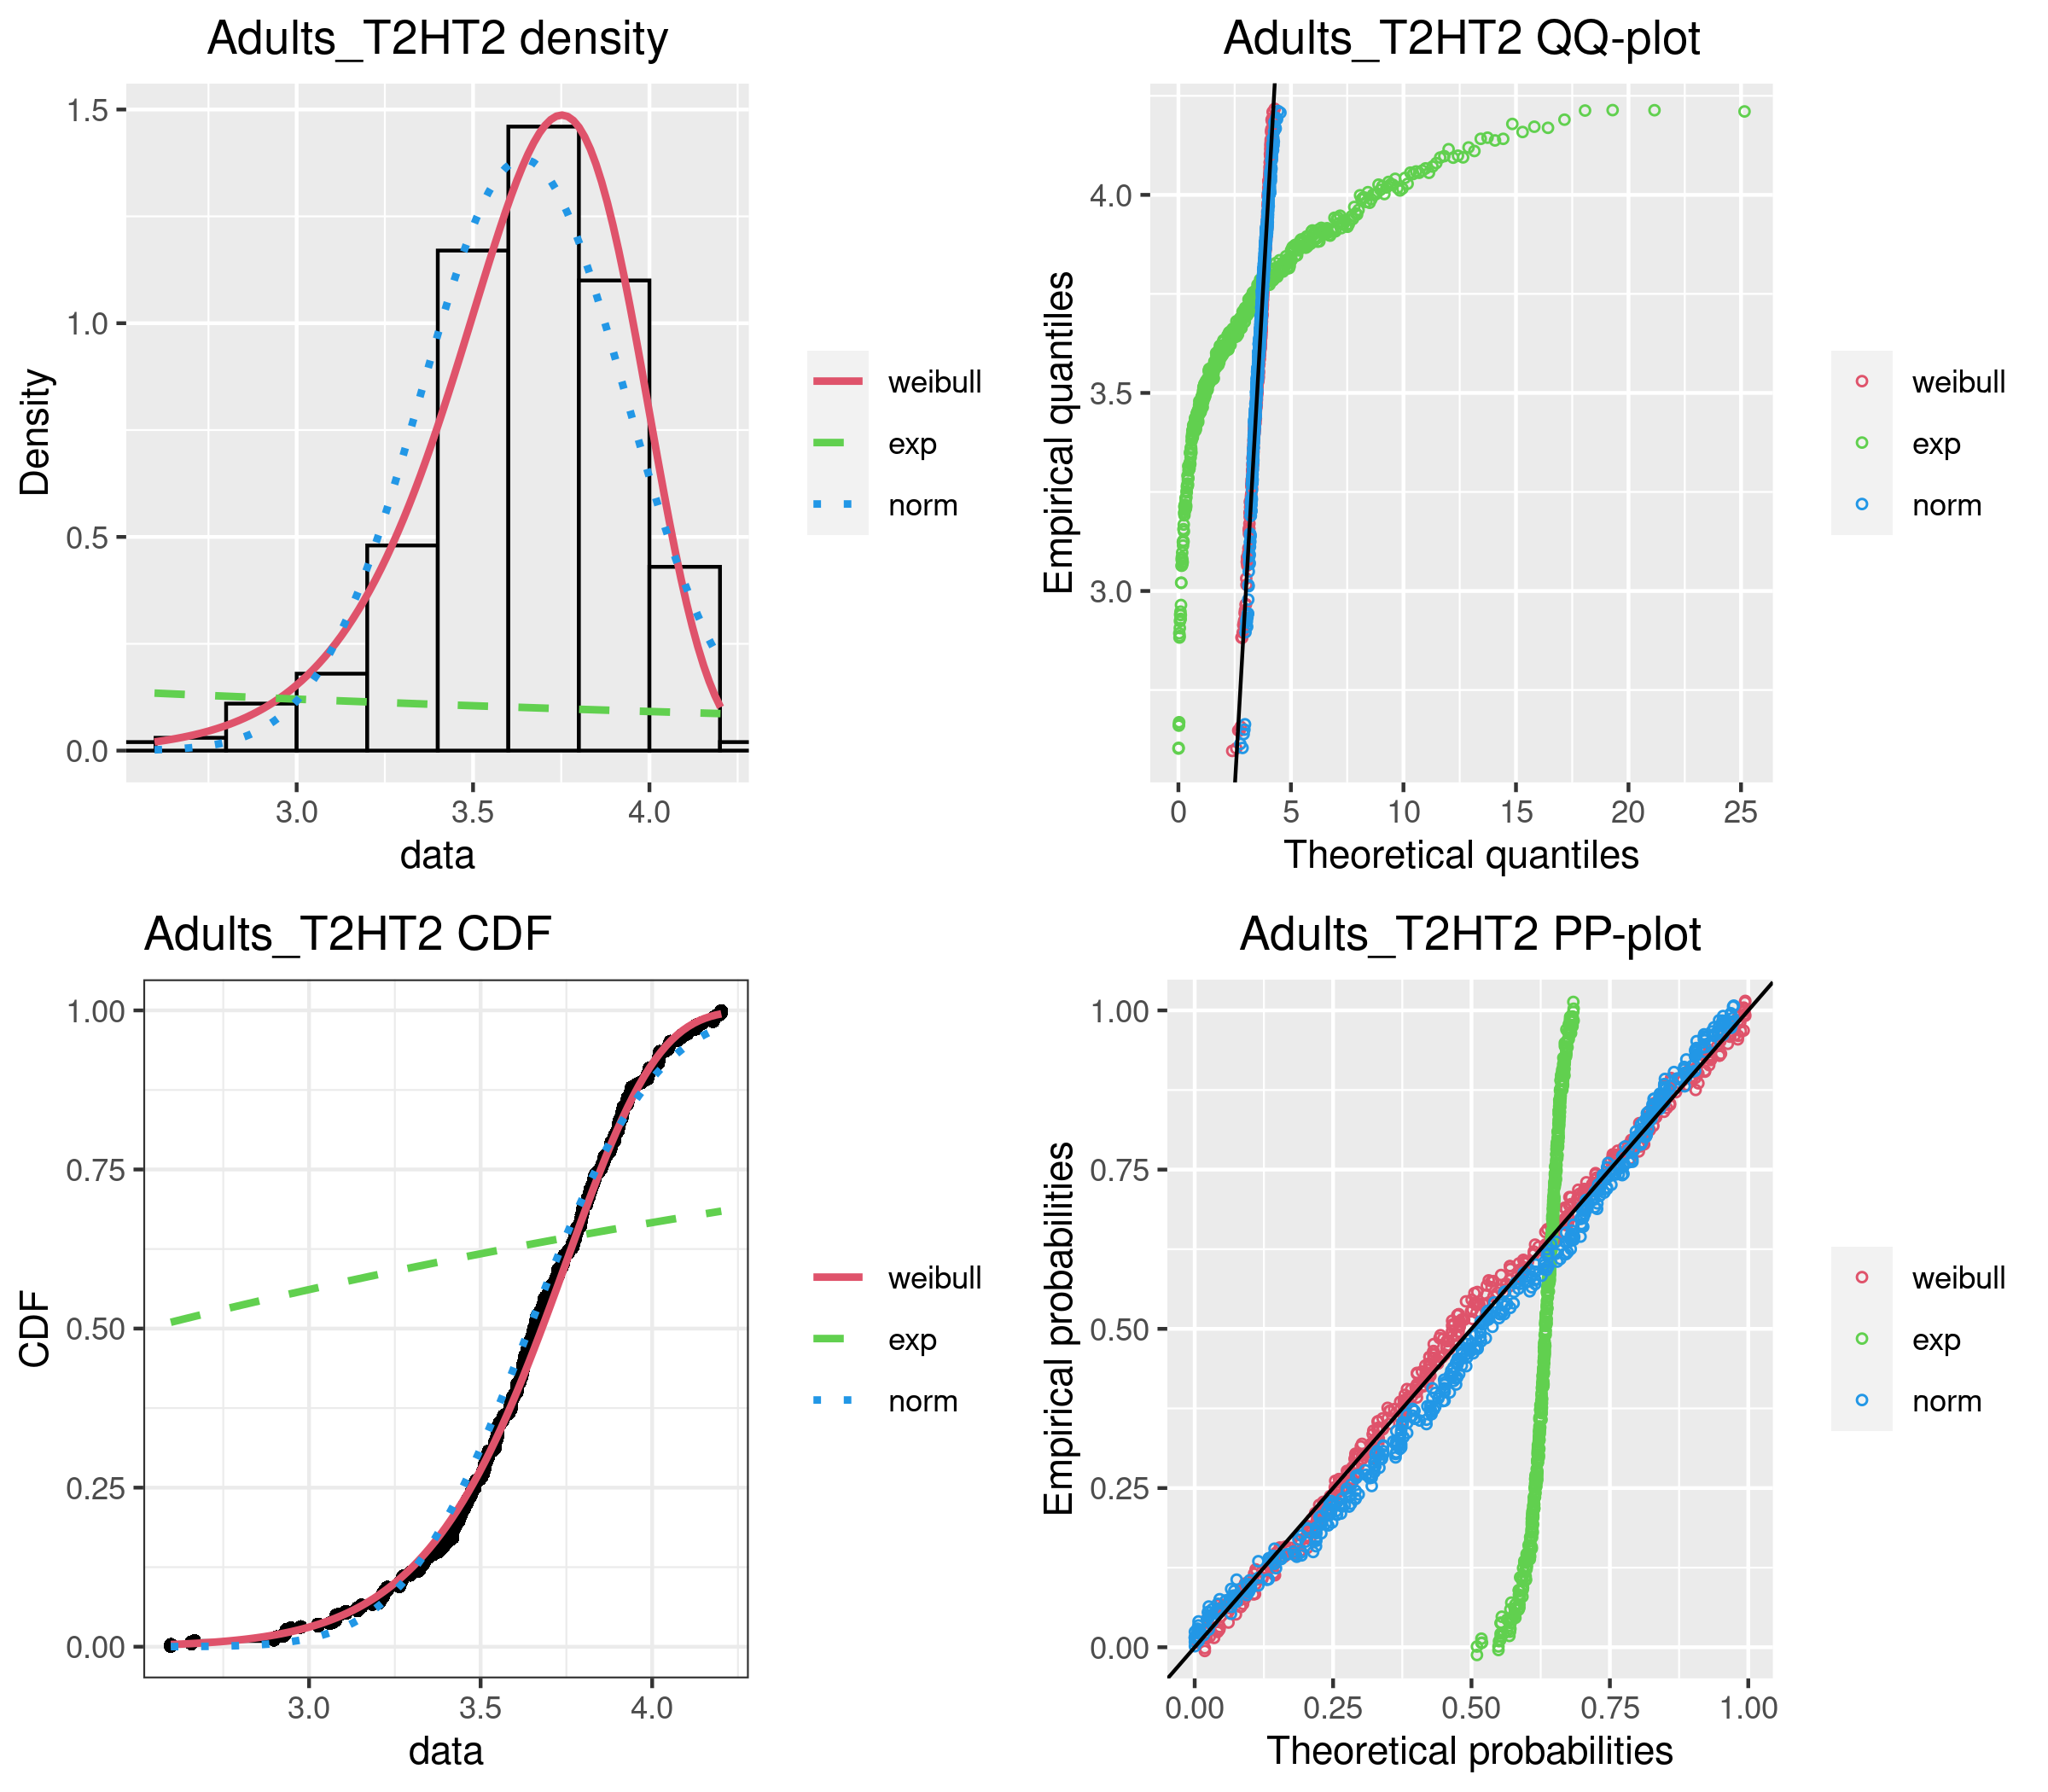 Adults_T2HT2 density
1.5
1.0
0.5
0.0
Density
3.0 3.5 4.0
data
weibull
exp
norm
Adults_T2HT2 QQ-plot
4.0
3.5
3.0
Empirical quantiles
0 5 10 15 20 25
Theoretical quantiles
weibull
exp
norm
Adults_T2HT2 CDF
1.00
0.75
0.50
0.25
0.00
CDF
3.0 3.5 4.0
data
weibull
exp
norm
Adults_T2HT2 PP-plot
1.00
0.75
0.50
0.25
0.00
Empirical probabilities
0.00 0.25 0.50 0.75 1.00
Theoretical probabilities
weibull
exp
norm